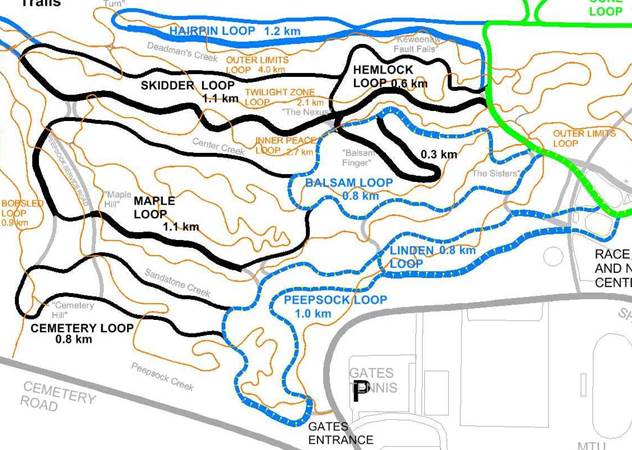 Trails
Turn"
CORE
LOOP
HAIRPIN LOOP 1.2 km
Deadman's Creek
"Keweenaw
Fault Falls"
OUTER LIMITS
LOOP 4.0 km
HEMLOCK
LOOP 0.6 km
SKIDDER LOOP
1.1 km
TWILIGHT ZONE
LOOP 2.1 km
"The Nexus"
Center Creek
INNER PEACE
LOOP 2.7 km
"Balsam
Finger"
0.3 km
OUTER LIMITS
LOOP
"The Sisters"
BALSAM LOOP
0.8 km
"Maple
Hill"
MAPLE
LOOP
1.1 km
BOBSLED
LOOP
0.9 km
LINDEN 0.8 km
LOOP
RACE
AND
CENT
Sandstone Creek
PEEPSOCK LOOP
1.0 km
"Cemetery
Hill"
CEMETERY LOOP
0.8 km
Peepsock Creek
CEMETERY
ROAD
GATES
TENNIS
P
GATES
ENTRANCE
MTU